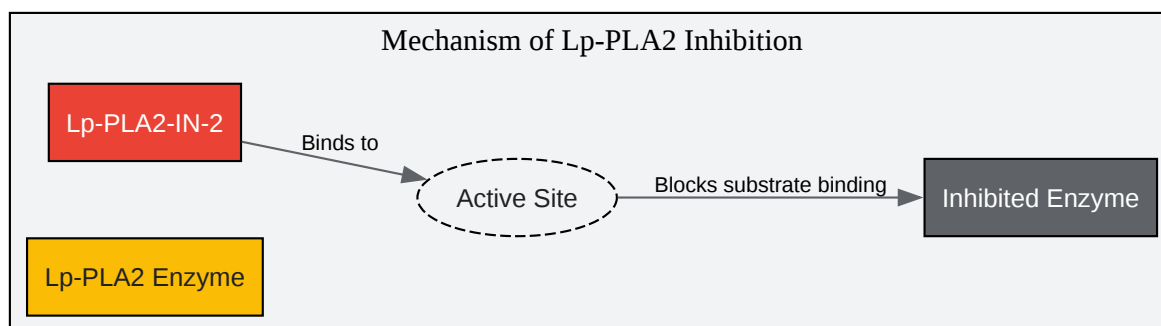 Mechanism of Lp-PLA2 Inhibition
Lp-PLA2-IN-2
Binds to
Active Site
Blocks substrate binding
Inhibited Enzyme
Lp-PLA2 Enzyme